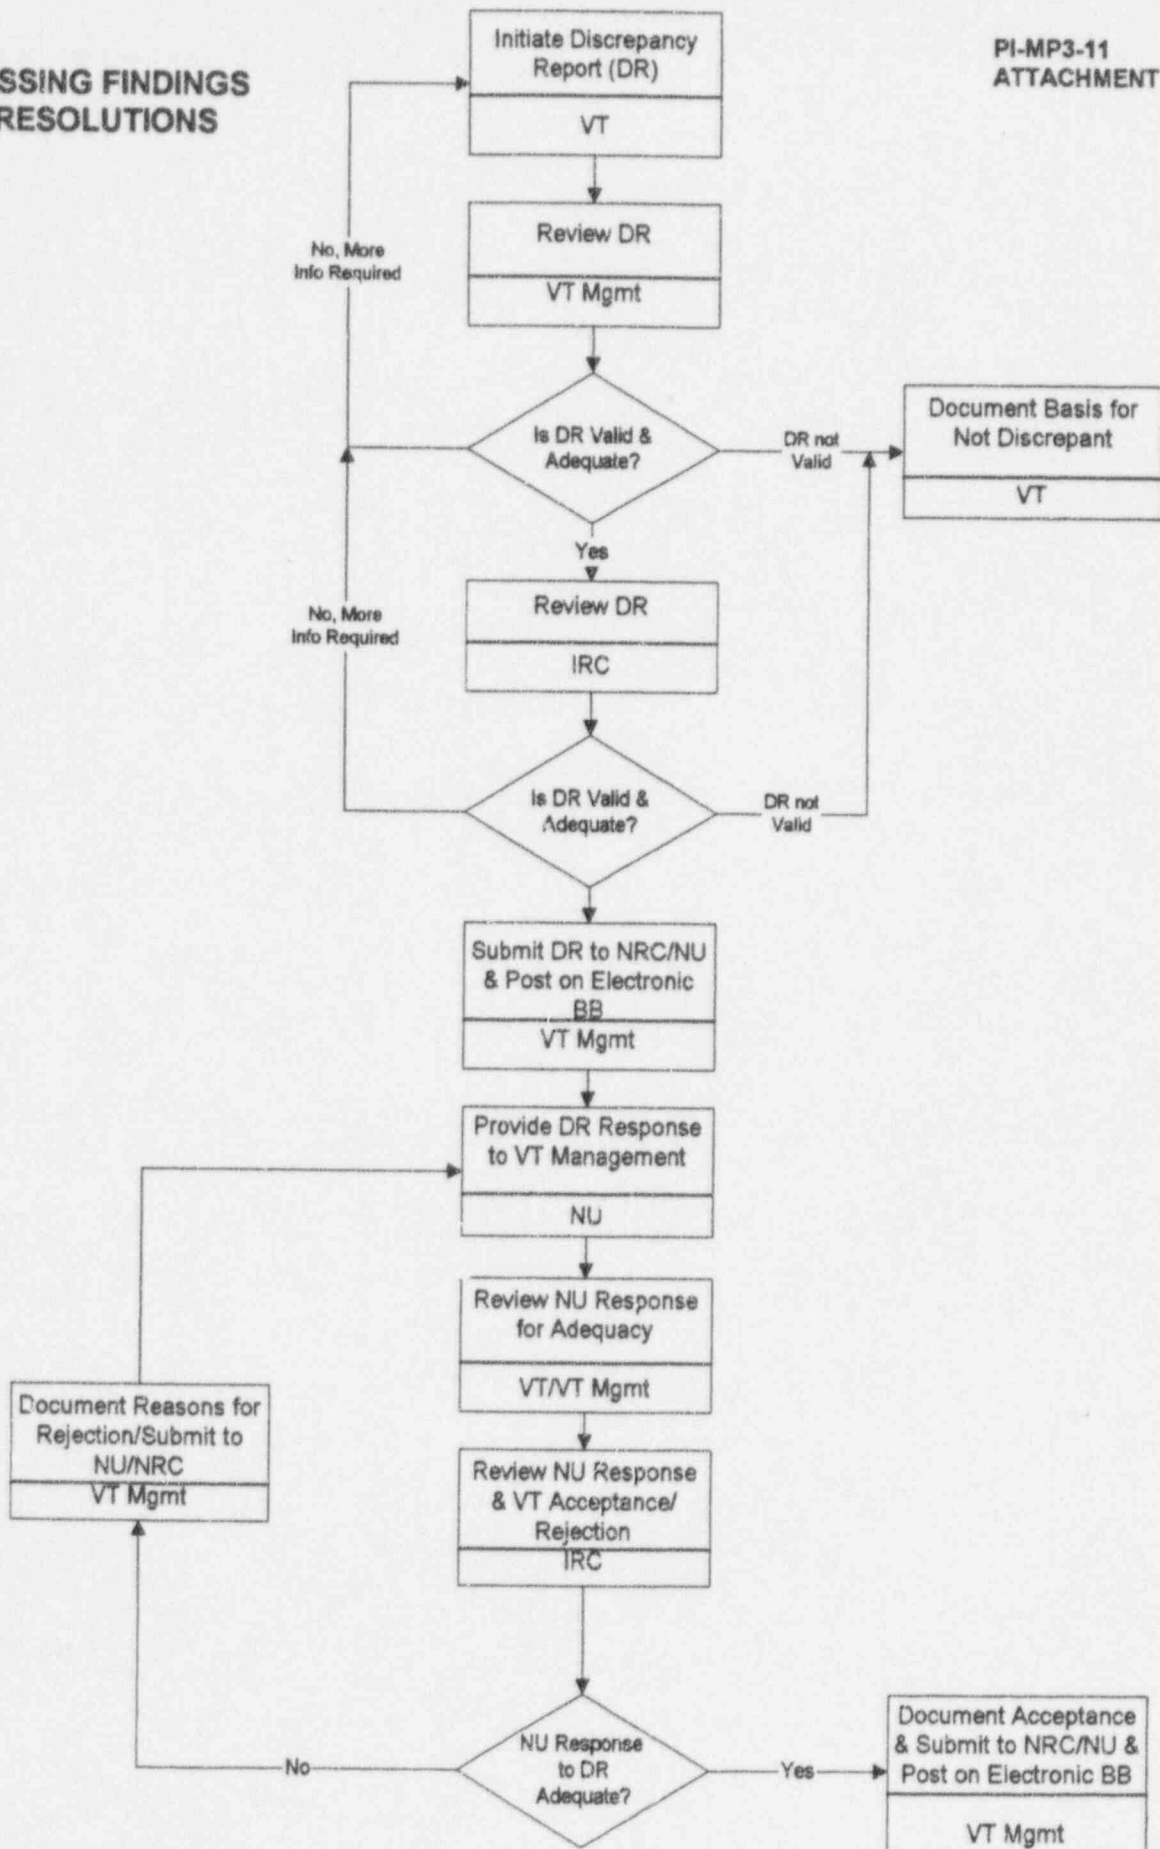 SSING FINDINGS
RESOLUTIONS
PI-MP3-11
ATTACHMENT
Initiate Discrepancy
Report (DR)
VT
Review DR
VT Mgmt
No, More
Info Required
Is DR Valid &
Adequate?
DR not
Valid
Document Basis for
Not Discrepant
VT
Yes
Review DR
IRC
No, More
Info Required
Is DR Valid &
Adequate?
DR not
Valid
Submit DR to NRC/NU
& Post on Electronic
BB
VT Mgmt
Provide DR Response
to VT Management
NU
Review NU Response
for Adequacy
VT/VT Mgmt
Document Reasons for
Rejection/Submit to
NU/NRC
VT Mgmt
Review NU Response
& VT Acceptance/
Rejection
IRC
NU Response
to DR
Adequate?
No
Yes
Document Acceptance
& Submit to NRC/NU &
Post on Electronic BB
VT Mgmt